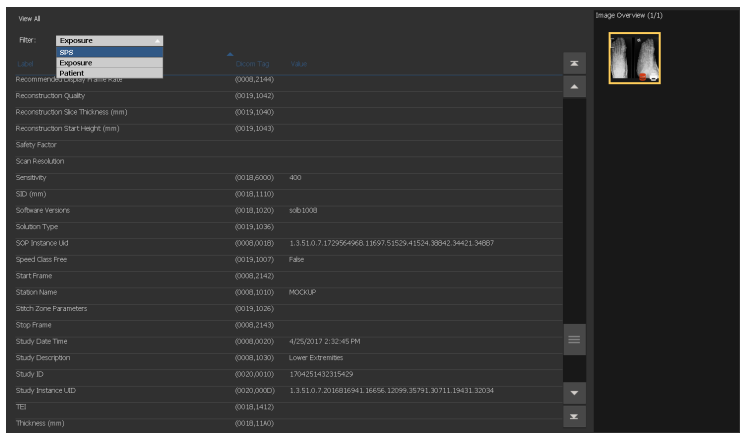 View All
Image Overview (1/1)
Filter: Exposure
SPS
Exposure
Patient
Label Dicom Tag Value
Recommended Display Frame Rate (0008,2144)
Reconstruction Quality (0019,1042)
Reconstruction Slice Thickness (mm) (0019,1040)
Reconstruction Start Height (mm) (0019,1043)
Safety Factor
Scan Resolution
Sensitivity (0018,6000) 400
SID (mm) (0018,1110)
Software Versions (0018,1020) solb1008
Solution Type (0019,1036)
SOP Instance Uid (0008,0018) 1.3.51.0.7.1729564968.11697.51529.41524.38842.34421.34887
Speed Class Free (0019,1007) False
Start Frame (0008,2142)
Station Name (0008,1010) MOCKUP
Stitch Zone Parameters (0019,1026)
Stop Frame (0008,2143)
Study Date Time (0008,0020) 4/25/2017 2:32:45 PM
Study Description (0008,1030) Lower Extremities
Study ID (0020,0010) 1704251432315429
Study Instance UID (0020,000D) 1.3.51.0.7.2016816941.16656.12099.35791.30711.19431.32034
TEI (0018,1412)
Thickness (mm) (0018,11A0)